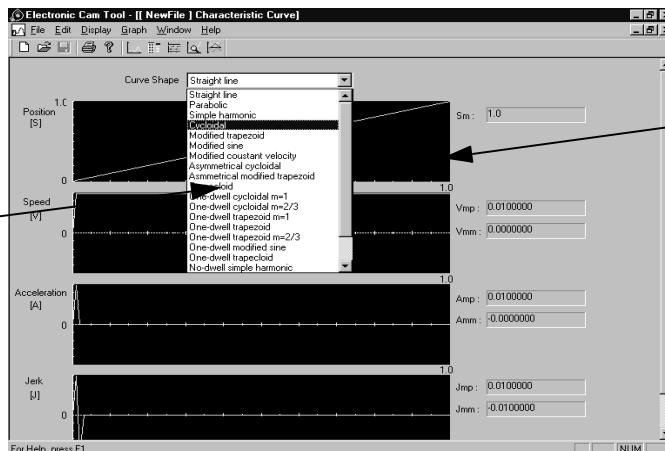 Electronic Cam Tool - [[ NewFile ] Characteristic Curve]
File Edit Display Graph Window Help
Curve Shape Straight line
Straight line
Parabolic
Simple harmonic
Cycloidal
Modified trapezoid
Modified sine
Modified coustant velocity
Asymmetrical cycloidal
Asmmetrical modified trapezoid
One-dwell cycloidal m=1
One-dwell cycloidal m=2/3
One-dwell trapezoid m=1
One-dwell trapezoid
One-dwell trapezoid m=2/3
One-dwell modified sine
One-dwell trapecloid
No-dwell simple harmonic
Position
[S]
1.0
0
1.0
Sm : 1.0
Speed
[V]
0
1.0
Vmp : 0.0100000
Vmm : 0.0000000
Acceleration
[A]
0
1.0
Amp : 0.0100000
Amm : -0.0000000
Jerk
[J]
0
Jmp : 0.0100000
Jmm : -0.0100000
For Help, press F1
NUM